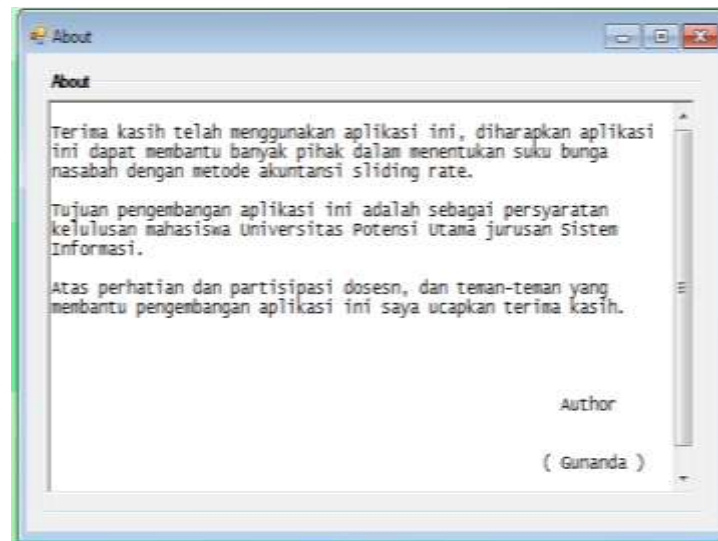 About
About
Terima kasih telah menggunakan aplikasi ini, diharapkan aplikasi
ini dapat membantu banyak pihak dalam menentukan suku bunga
nasabah dengan metode akuntansi sliding rate.
Tujuan pengembangan aplikasi ini adalah sebagai persyaratan
kelulusan mahasiswa Universitas Potensi Utama jurusan Sistem
Informasi.
Atas perhatian dan partisipasi dosesn, dan teman-teman yang
membantu pengembangan aplikasi ini saya ucapkan terima kasih.
Author
( Gunanda )